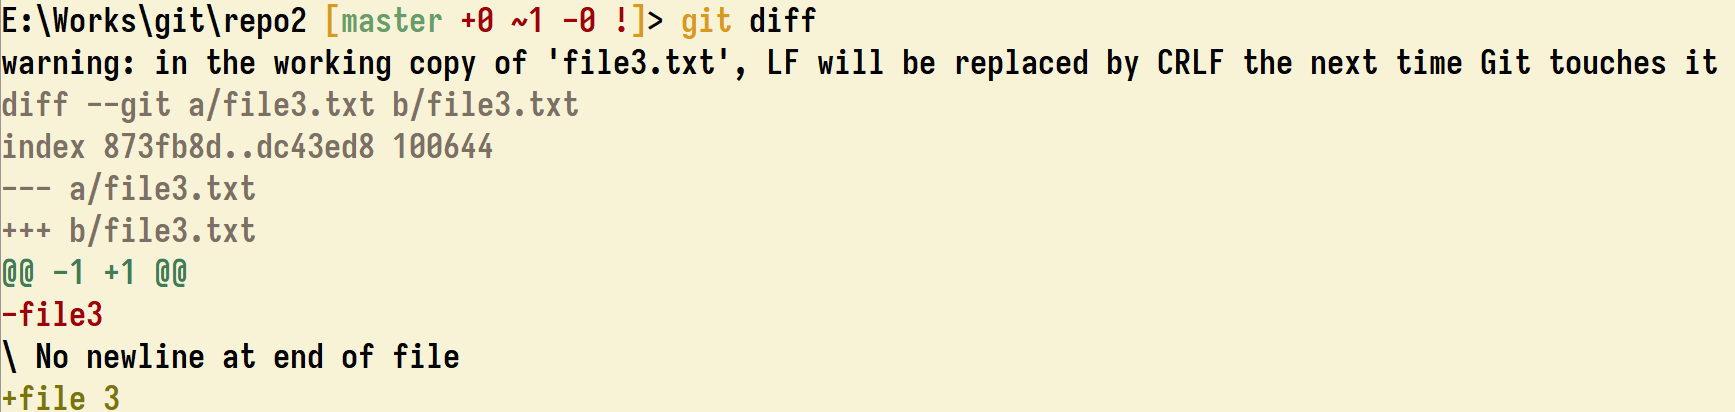 E:\Works\git\repo2 [master +0 ~1 -0 !]> git diff
warning: in the working copy of 'file3.txt', LF will be replaced by CRLF the next time Git touches it
diff --git a/file3.txt b/file3.txt
index 873fb8d..dc43ed8 100644
--- a/file3.txt
+++ b/file3.txt
@@ -1 +1 @@
-file3
\ No newline at end of file
+file 3